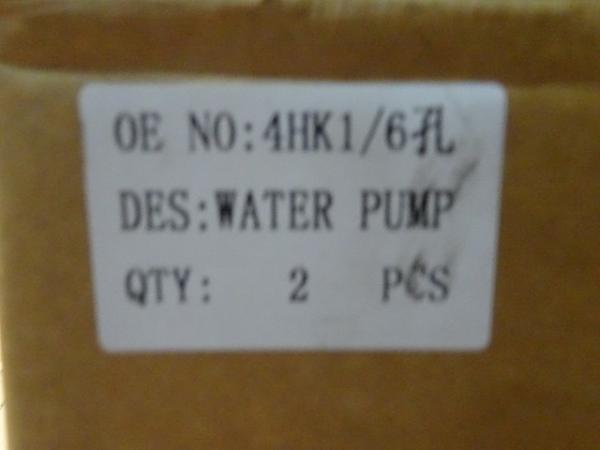 OE NO:4HK1/6孔
DES:WATER PUMP
QTY: 2 PCS